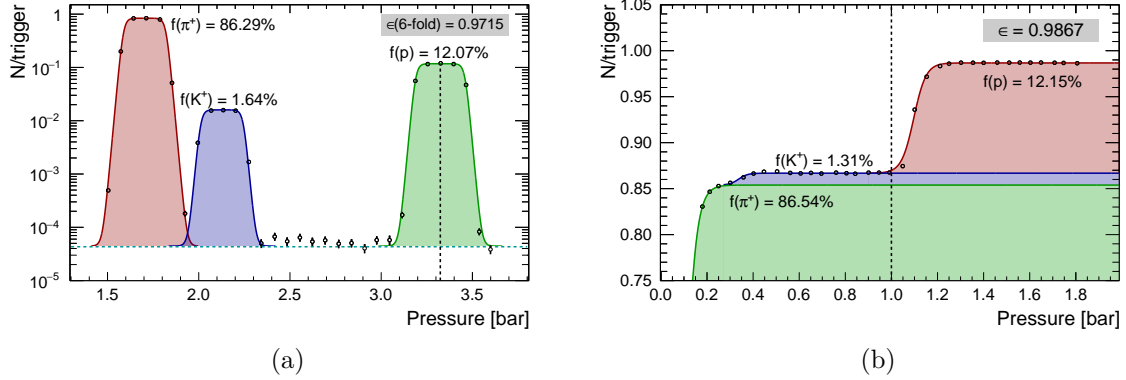 N/trigger
1
10⁻¹
10⁻²
10⁻³
10⁻⁴
10⁻⁵
f(π⁺) = 86.29%
f(K⁺) = 1.64%
∈(6-fold) = 0.9715
f(p) = 12.07%
1.5 2.0 2.5 3.0 3.5
Pressure [bar]
(a)
N/trigger
1.05
1.00
0.95
0.90
0.85
0.80
0.75
∈ = 0.9867
f(p) = 12.15%
f(K⁺) = 1.31%
f(π⁺) = 86.54%
0.0 0.2 0.4 0.6 0.8 1.0 1.2 1.4 1.6 1.8
Pressure [bar]
(b)